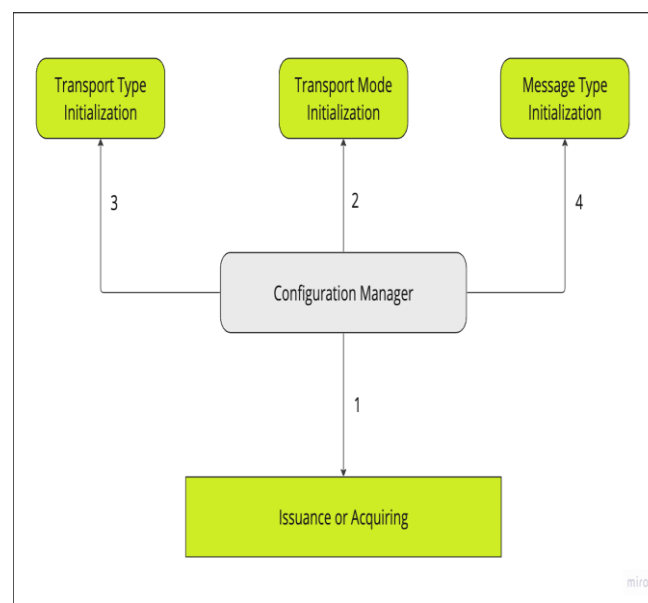 Transport Type
Initialization
Transport Mode
Initialization
Message Type
Initialization
3
2
4
Configuration Manager
1
Issuance or Acquiring
miro